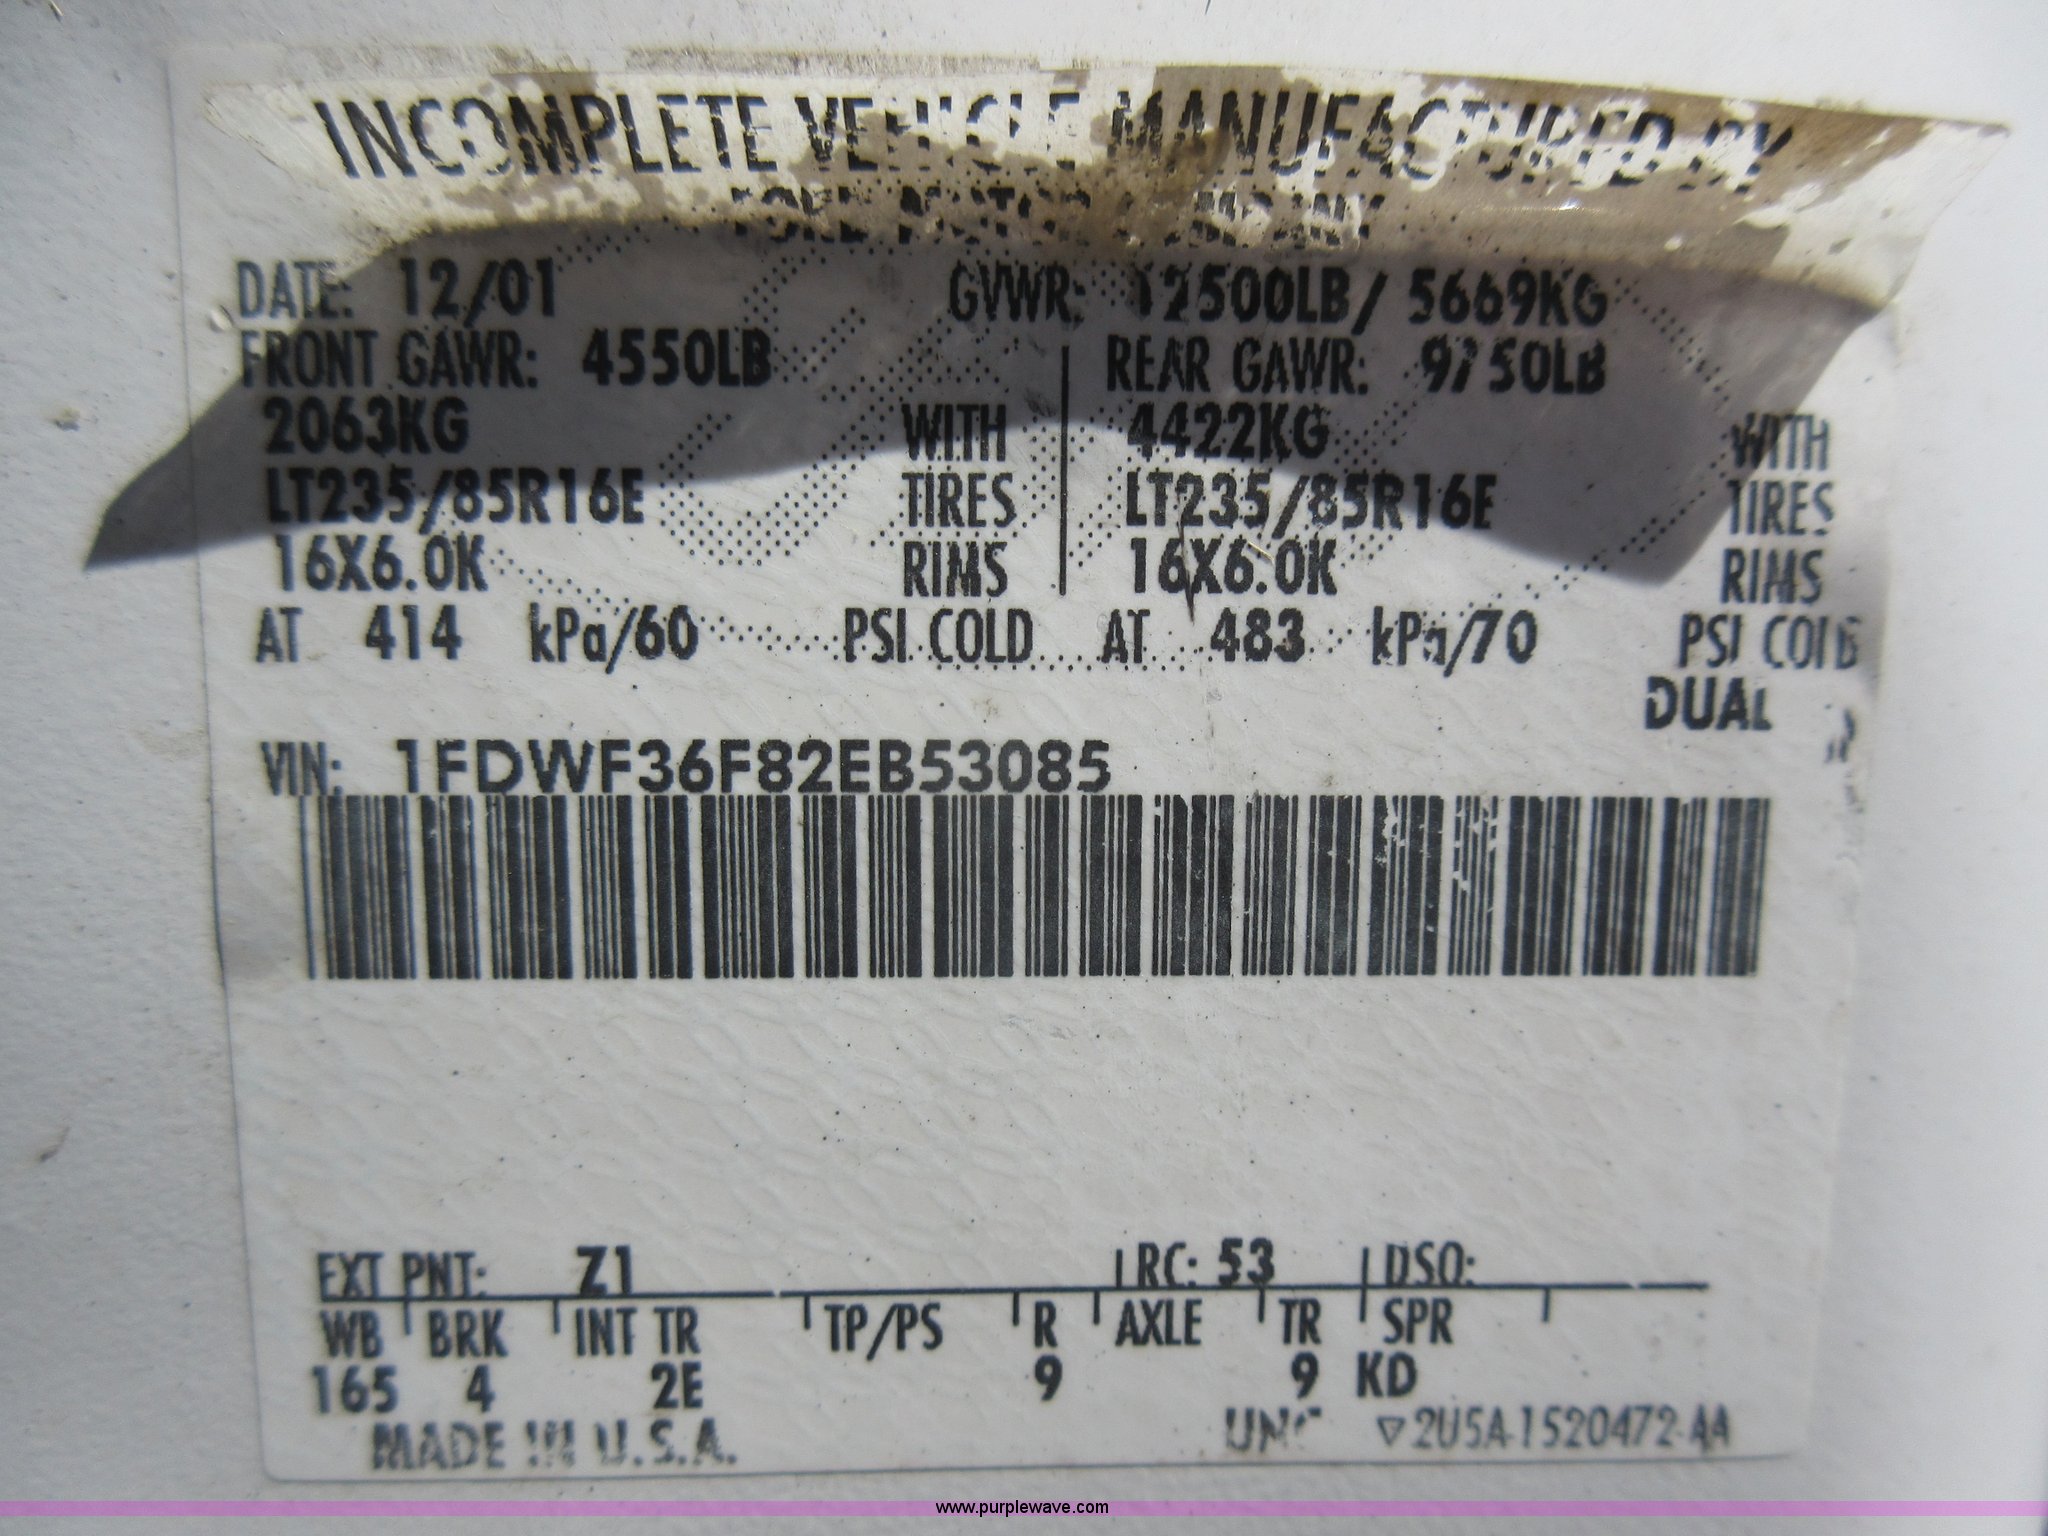 INCOMPLETE VEHICLE MANUFACTURED BY
FORD MOTOR COMPANY
DATE: 12/01 GVWR: 12500LB/ 5669KG
FRONT GAWR: 4550LB REAR GAWR: 9750LB
2063KG WITH 4422KG WITH
LT235/85R16E TIRES LT235/85R16E TIRES
16X6.0K RIMS 16X6.0K RIMS
AT 414 kPa/60 PSI COLD AT 483 kPa/70 PSI COLD
DUAL
VIN: 1FDWF36F82EB53085
EXT PNT: Z1 RC: 53 DSO:
WB BRK INT TR TP/PS R AXLE TR SPR
165 4 2E 9 9 KD
MADE IN U.S.A. ▽2U5A-1520472-AA
www.purplewave.com